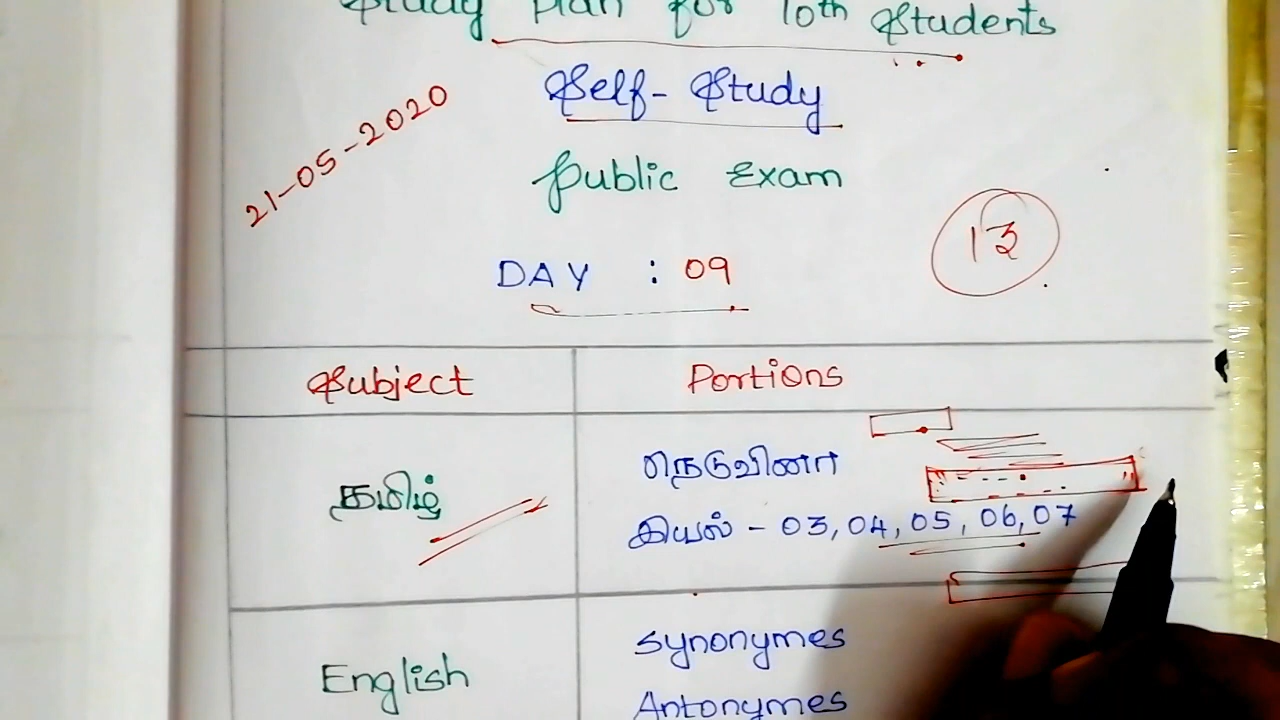 Study Plan for 10th Students
Self-Study
21-05-2020
Public Exam
13
DAY : 09
Subject Portions
தமிழ் நெடுவினா
இயல் - 03, 04, 05, 06, 07
English Synonymes
Antonymes